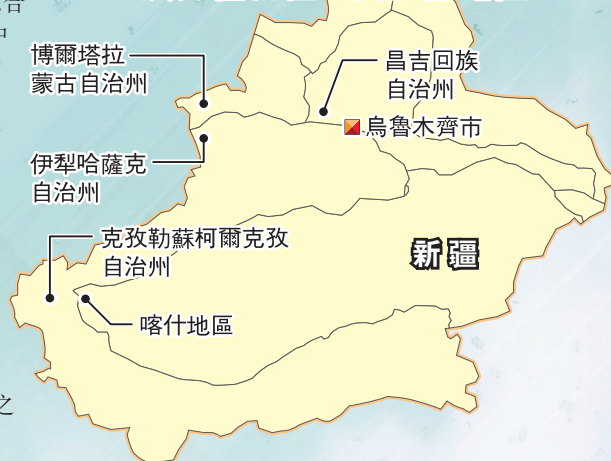 博爾塔拉
蒙古自治州
昌吉回族
自治州
烏魯木齊市
伊犁哈薩克
自治州
克孜勒蘇柯爾克孜
自治州
新疆
喀什地區
之